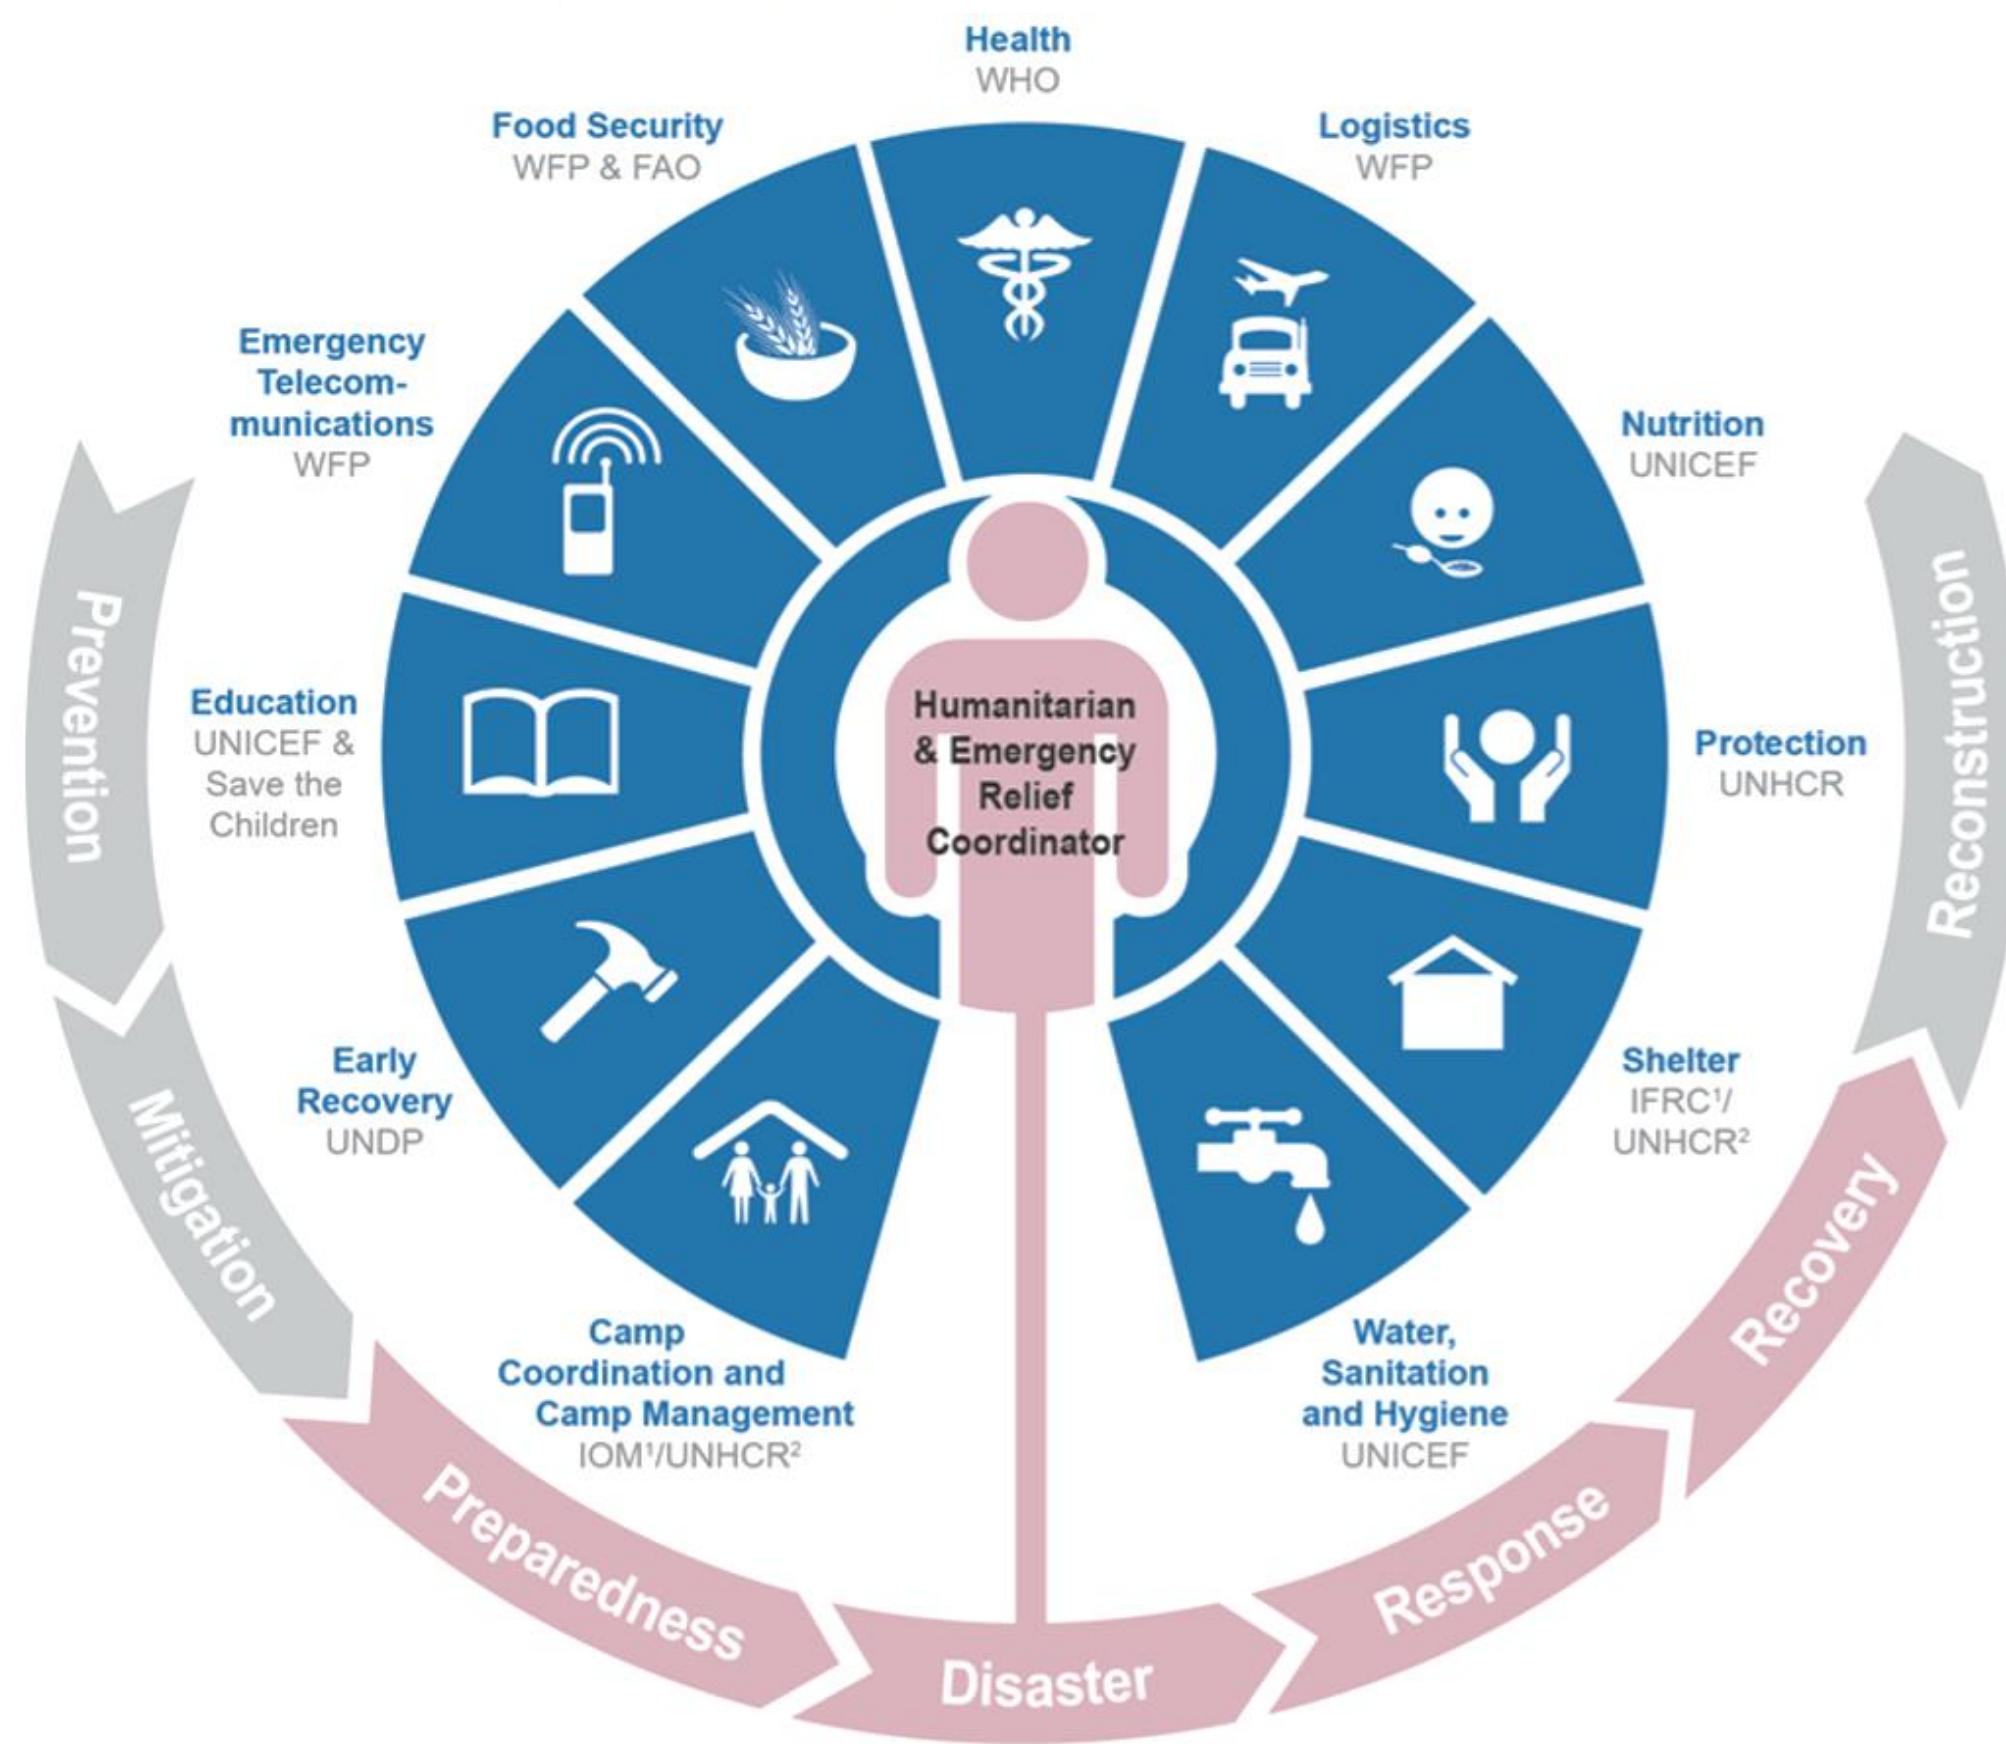 Health
WHO
Food Security
WFP & FAO
Logistics
WFP
Emergency
Telecom-
munications
WFP
Nutrition
UNICEF
Education
UNICEF &
Save the
Children
Protection
UNHCR
Humanitarian
& Emergency
Relief
Coordinator
Early
Recovery
UNDP
Shelter
IFRC¹/
UNHCR²
Camp
Coordination and
Camp Management
IOM¹/UNHCR²
Water,
Sanitation
and Hygiene
UNICEF
Prevention
Mitigation
Preparedness
Disaster
Response
Recovery
Reconstruction